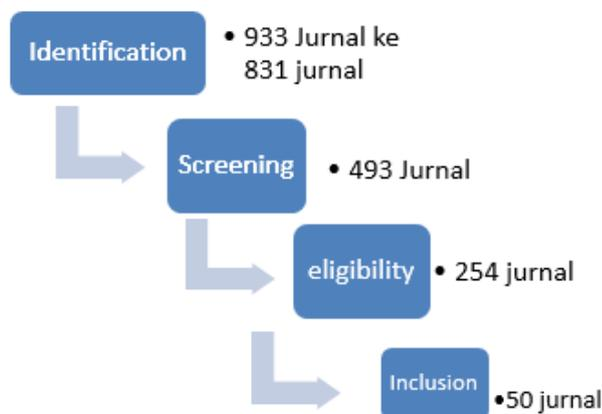 Identification
• 933 Jurnal ke
831 jurnal
Screening
• 493 Jurnal
eligibility
• 254 jurnal
Inclusion
•50 jurnal